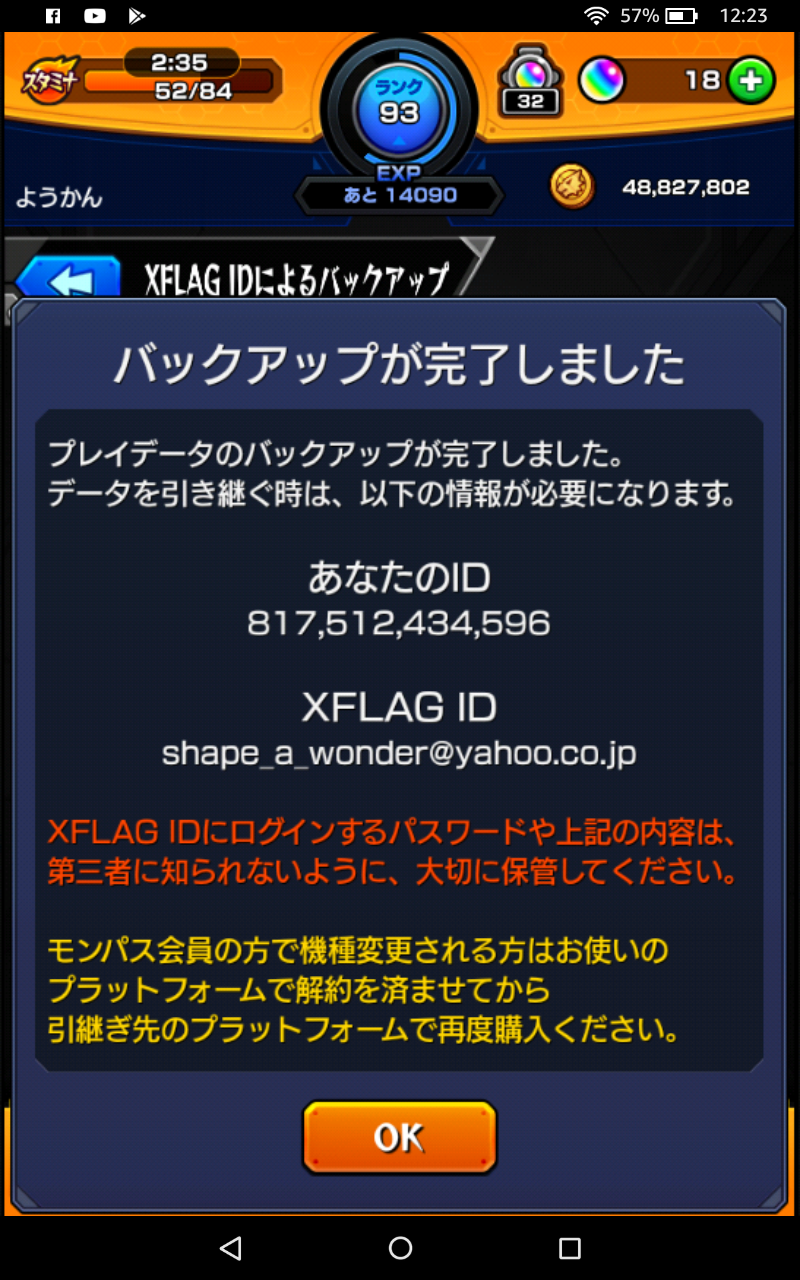 57% 12:23
スタミナ
2:35
52/84
ランク
93
EXP
あと 14090
32
18
ようかん
48,827,802
XFLAG IDによるバックアップ
バックアップが完了しました
プレイデータのバックアップが完了しました。
データを引き継ぐ時は、以下の情報が必要になります。
あなたのID
817,512,434,596
XFLAG ID
shape_a_wonder@yahoo.co.jp
XFLAG IDにログインするパスワードや上記の内容は、
第三者に知られないように、大切に保管してください。
モンパス会員の方で機種変更される方はお使いの
プラットフォームで解約を済ませてから
引継ぎ先のプラットフォームで再度購入ください。
OK